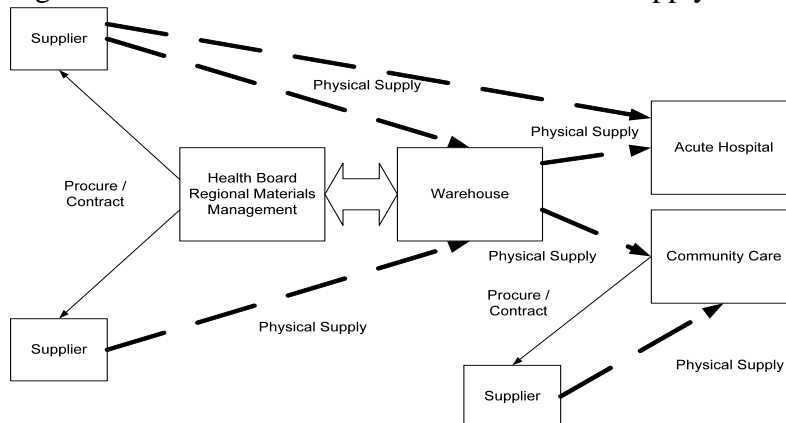 Supplier
Physical Supply
Physical Supply
Acute Hospital
Health Board
Regional Materials
Management
Warehouse
Procure /
Contract
Physical Supply
Community Care
Procure /
Contract
Physical Supply
Supplier
Physical Supply
Supplier